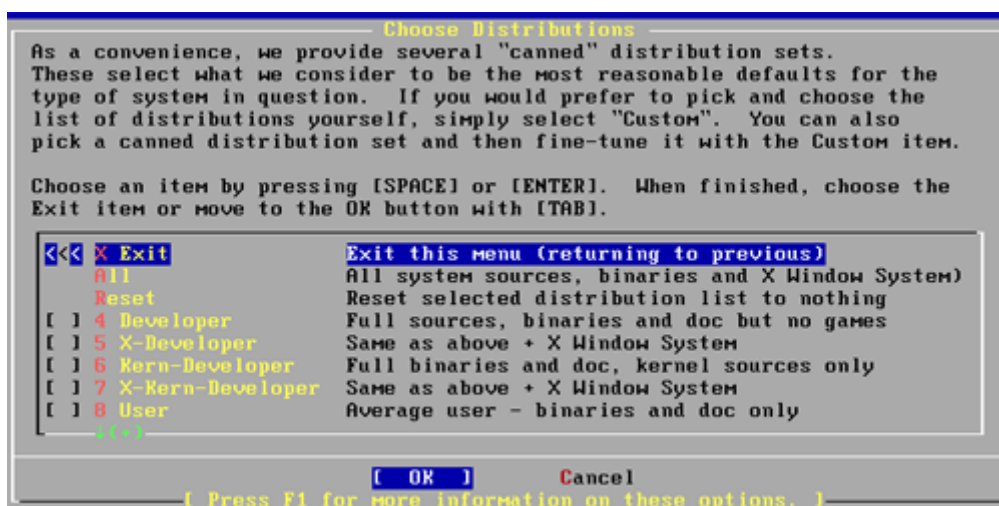 Choose Distributions
As a convenience, we provide several "canned" distribution sets.
These select what we consider to be the most reasonable defaults for the
type of system in question.  If you would prefer to pick and choose the
list of distributions yourself, simply select "Custom".  You can also
pick a canned distribution set and then fine-tune it with the Custom item.
Choose an item by pressing [SPACE] or [ENTER].  When finished, choose the
Exit item or move to the OK button with [TAB].
<<< X Exit Exit this menu (returning to previous)
All All system sources, binaries and X Window System)
Reset Reset selected distribution list to nothing
[ ] 4 Developer Full sources, binaries and doc but no games
[ ] 5 X-Developer Same as above + X Window System
[ ] 6 Kern-Developer Full binaries and doc, kernel sources only
[ ] 7 X-Kern-Developer Same as above + X Window System
[ ] 8 User Average user - binaries and doc only
↓(+)
[ OK ] Cancel
[ Press F1 for more information on these options. ]